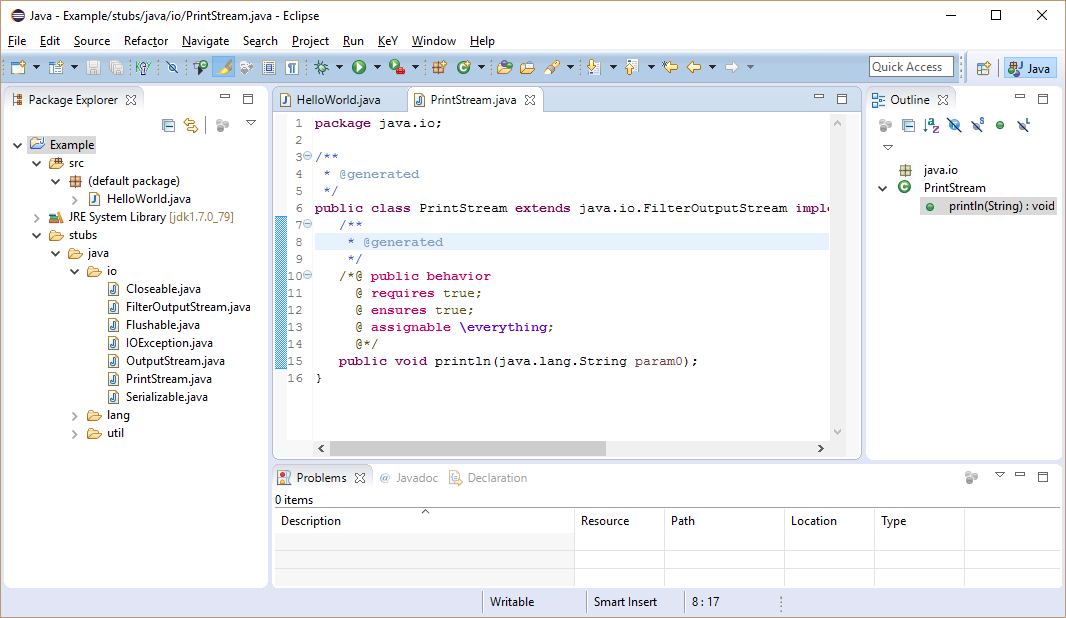 Java - Example/stubs/java/io/PrintStream.java - Eclipse
File Edit Source Refactor Navigate Search Project Run KeY Window Help
Quick Access
Java
Package Explorer
Example
src
(default package)
HelloWorld.java
JRE System Library [jdk1.7.0_79]
stubs
java
io
Closeable.java
FilterOutputStream.java
Flushable.java
IOException.java
OutputStream.java
PrintStream.java
Serializable.java
lang
util
HelloWorld.java
PrintStream.java
1 package java.io;
2
3 /**
4  * @generated
5  */
6 public class PrintStream extends java.io.FilterOutputStream imple
7    /**
8     * @generated
9     */
10    /*@ public behavior
11      @ requires true;
12      @ ensures true;
13      @ assignable \everything;
14      @*/
15    public void println(java.lang.String param0);
16 }
Outline
java.io
PrintStream
println(String) : void
Problems
@ Javadoc
Declaration
0 items
Description Resource Path Location Type
Writable Smart Insert 8 : 17